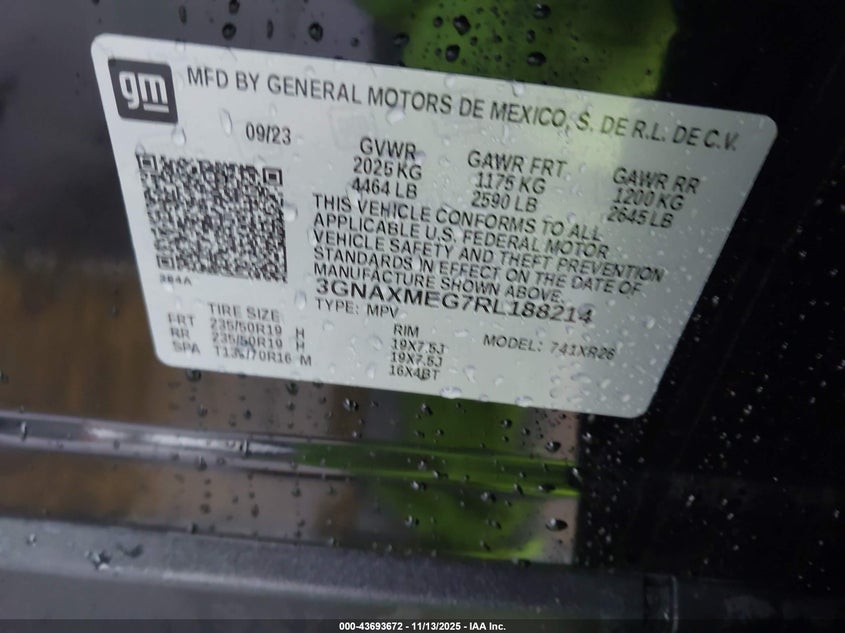 gm
MFD BY GENERAL MOTORS DE MEXICO, S. DE R.L. DE C.V.
09/23
GVWR
2025 KG
4464 LB
GAWR FRT
1175 KG
2590 LB
GAWR RR
1200 KG
2645 LB
THIS VEHICLE CONFORMS TO ALL
APPLICABLE U.S. FEDERAL MOTOR
VEHICLE SAFETY AND THEFT PREVENTION
STANDARDS IN EFFECT ON THE DATE OF
MANUFACTURE SHOWN ABOVE.
3GNAXMEG7RL188214
TYPE: MPV
MODEL: 741XR26
TIRE SIZE
RIM
FRT 235/50R19 H 19X7.5J
RR 235/50R19 H 19X7.5J
SPA M 16X4BT
000-43693672 - 11/13/2025 - IAA Inc.